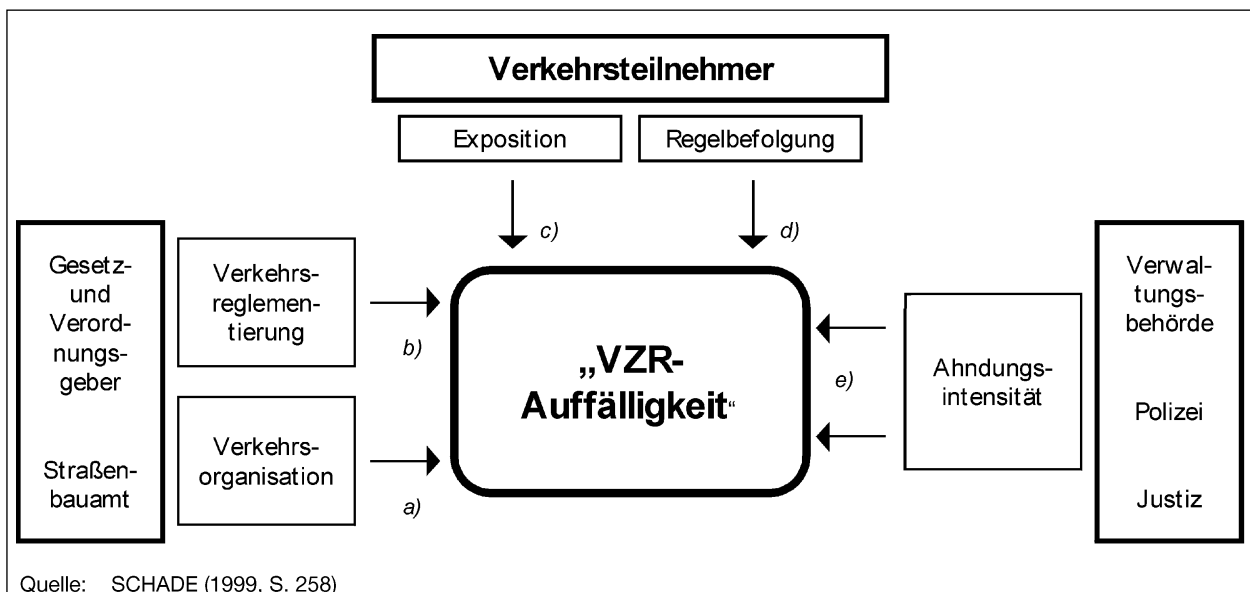 Verkehrsteilnehmer
Exposition
Regelbefolgung
c)
d)
Gesetz-
und
Verord-
nungs-
geber
Straßen-
bauamt
Verkehrs-
reglemen-
tierung
b)
Verkehrs-
organisation
a)
„VZR-
Auffälligkeit“
e)
Ahndungs-
intensität
Verwal-
tungs-
behörde
Polizei
Justiz
Quelle: SCHADE (1999, S. 258)